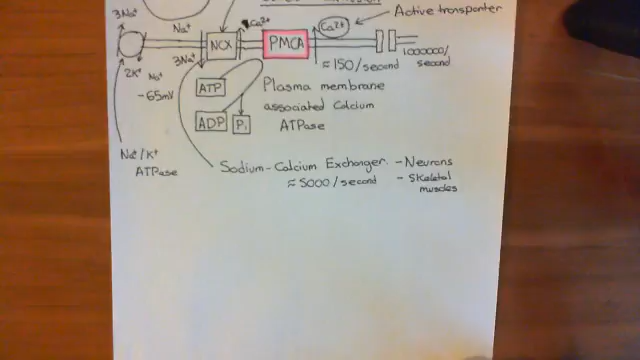 3Na⁺
Na⁺
Ca²⁺
Ca²⁺
Active transporter
NCX
PMCA
3Na⁺
2K⁺
Na⁺
-65mV
≈150/second
1000000/
second
ATP
ADP
Pi
Plasma membrane
associated Calcium
ATPase
Na⁺/K⁺
ATPase
Sodium-Calcium Exchanger
≈5000/second
- Neurons
- Skeletal
muscles